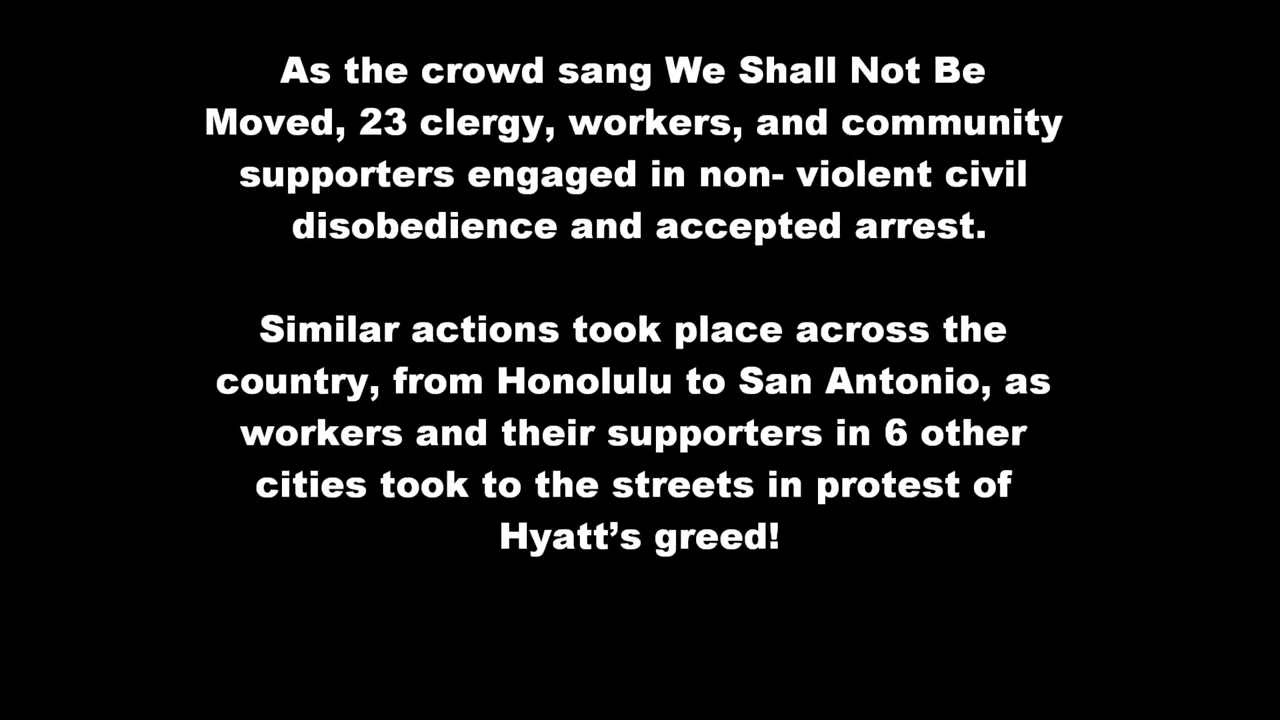 As the crowd sang We Shall Not Be
Moved, 23 clergy, workers, and community
supporters engaged in non- violent civil
disobedience and accepted arrest.
Similar actions took place across the
country, from Honolulu to San Antonio, as
workers and their supporters in 6 other
cities took to the streets in protest of
Hyatt’s greed!